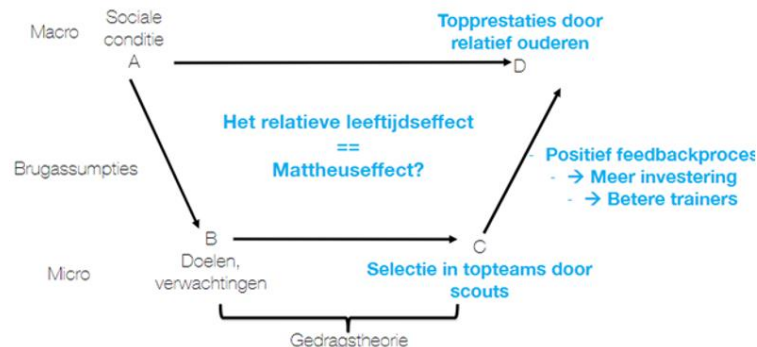 Sociale
conditie
Macro
A
Topprestaties door
relatief ouderen
D
Het relatieve leeftijdseffect
==
Mattheuseffect?
Brugassumpties
- Positief feedbackproces
- → Meer investering
- → Betere trainers
B
Doelen,
verwachtingen
C
Selectie in topteams door
scouts
Micro
Gedragstheorie